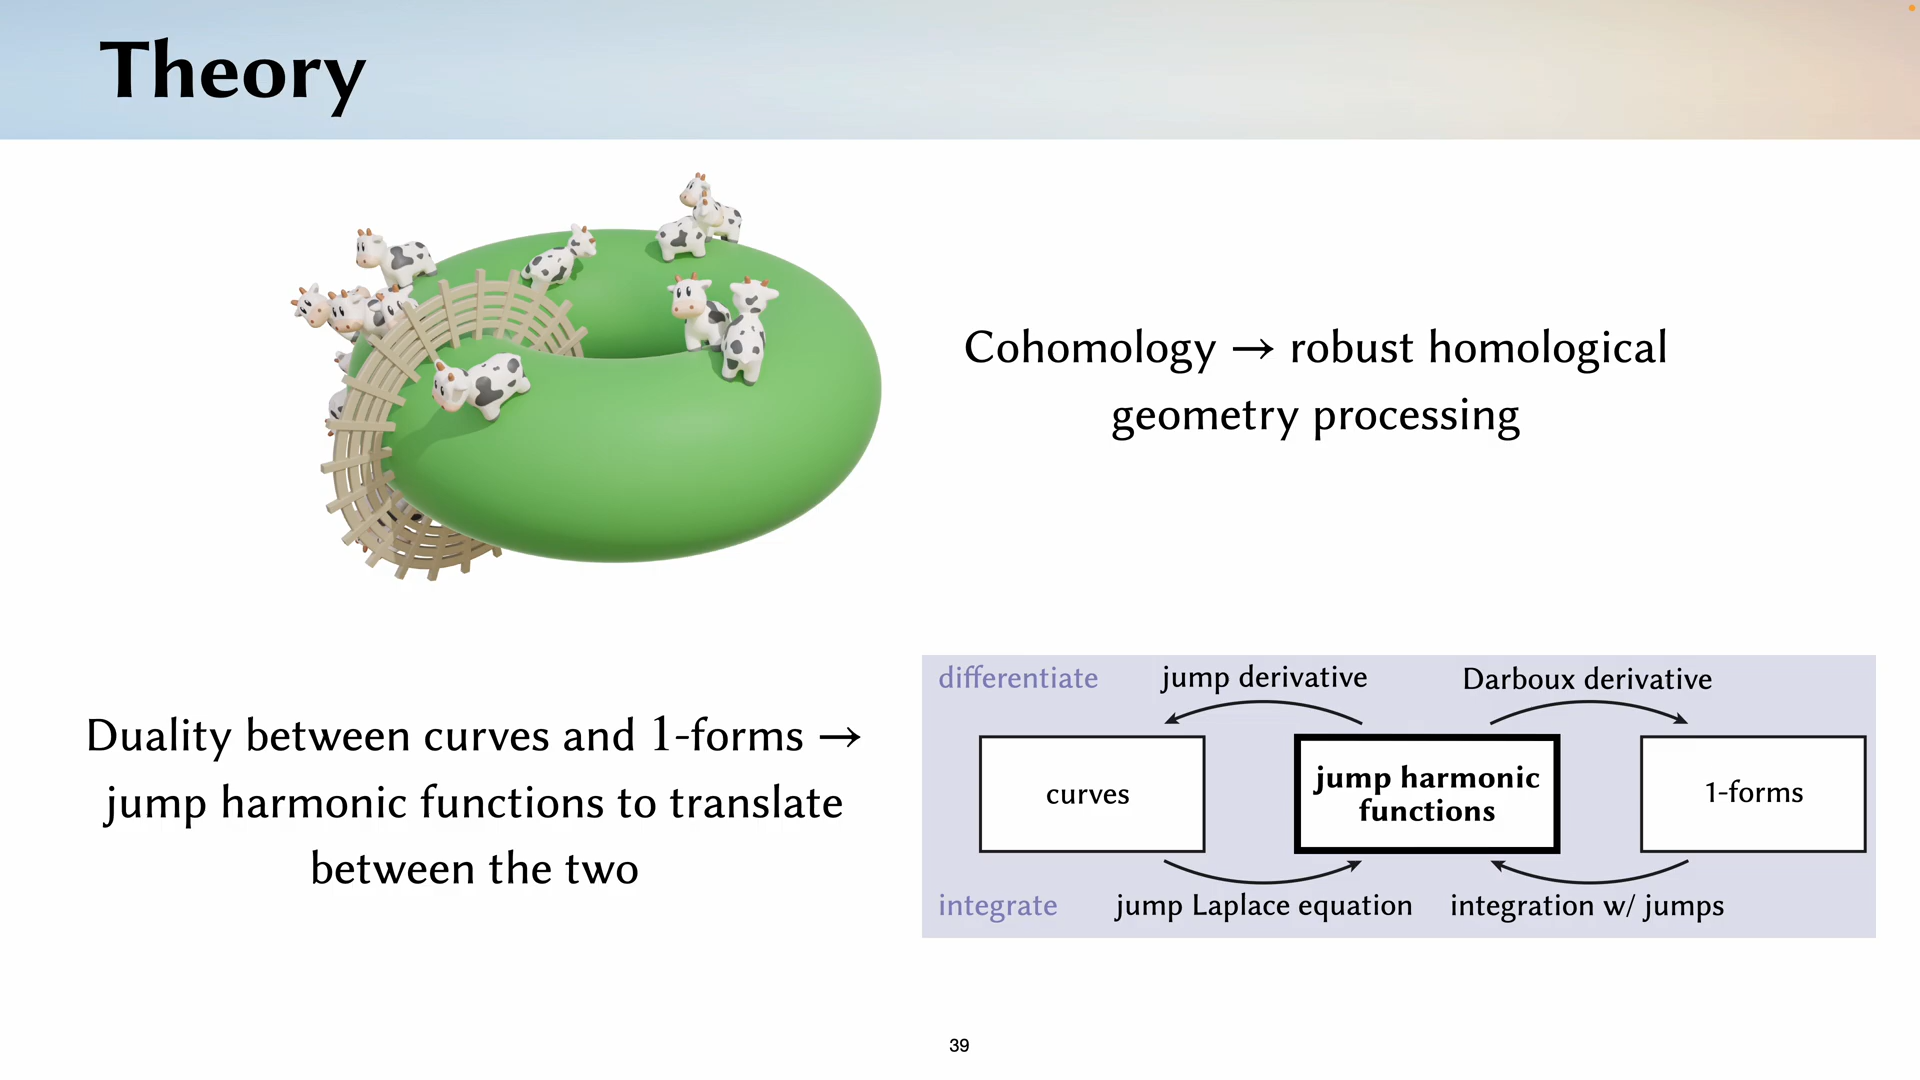 Theory
Cohomology → robust homological
geometry processing
Duality between curves and 1-forms →
jump harmonic functions to translate
between the two
differentiate
jump derivative
Darboux derivative
curves
jump harmonic
functions
1-forms
integrate
jump Laplace equation
integration w/ jumps
39